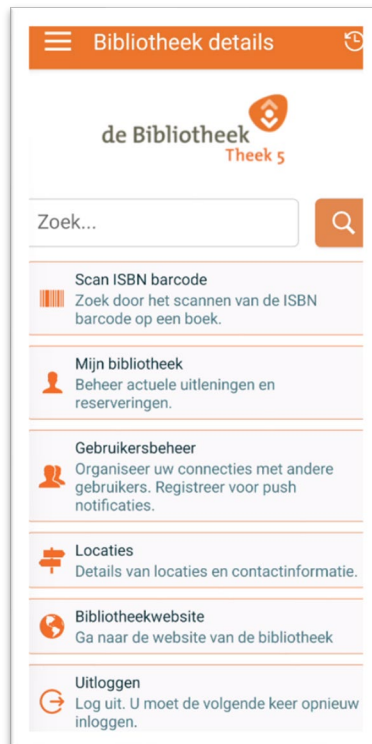 Bibliotheek details
de Bibliotheek
Theek 5
Zoek...
Scan ISBN barcode
Zoek door het scannen van de ISBN
barcode op een boek.
Mijn bibliotheek
Beheer actuele uitleningen en
reserveringen.
Gebruikersbeheer
Organiseer uw connecties met andere
gebruikers. Registreer voor push
notificaties.
Locaties
Details van locaties en contactinformatie.
Bibliotheekwebsite
Ga naar de website van de bibliotheek
Uitloggen
Log uit. U moet de volgende keer opnieuw
inloggen.